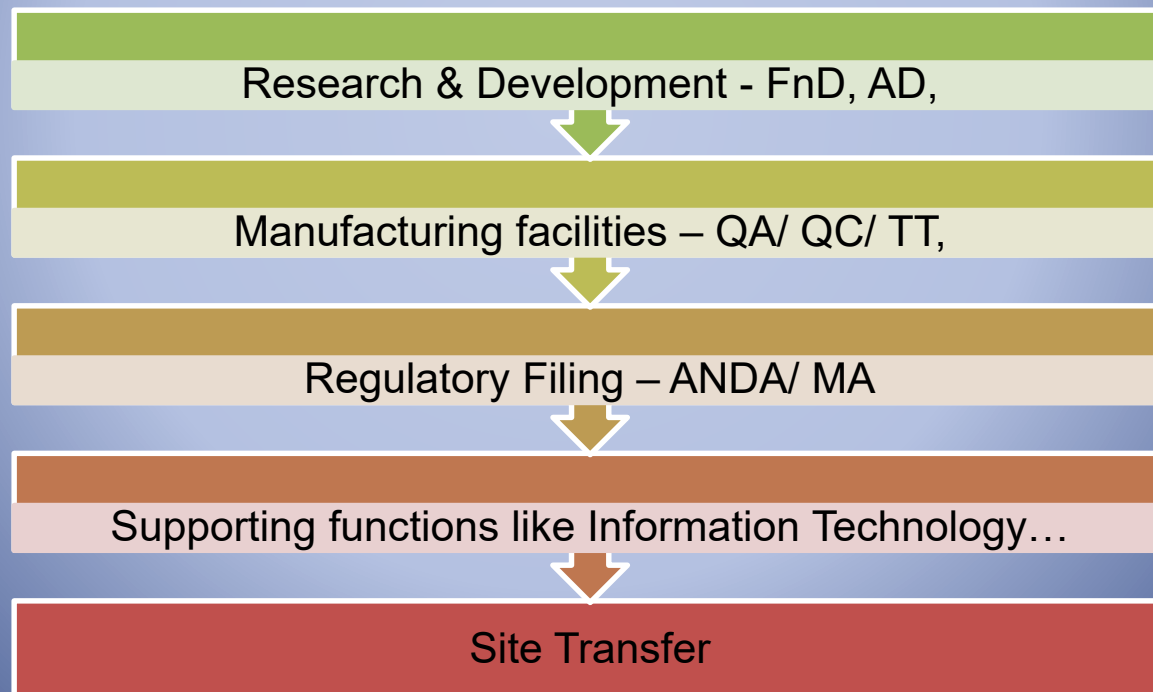 Research & Development - FnD, AD,
Manufacturing facilities – QA/ QC/ TT,
Regulatory Filing – ANDA/ MA
Supporting functions like Information Technology…
Site Transfer